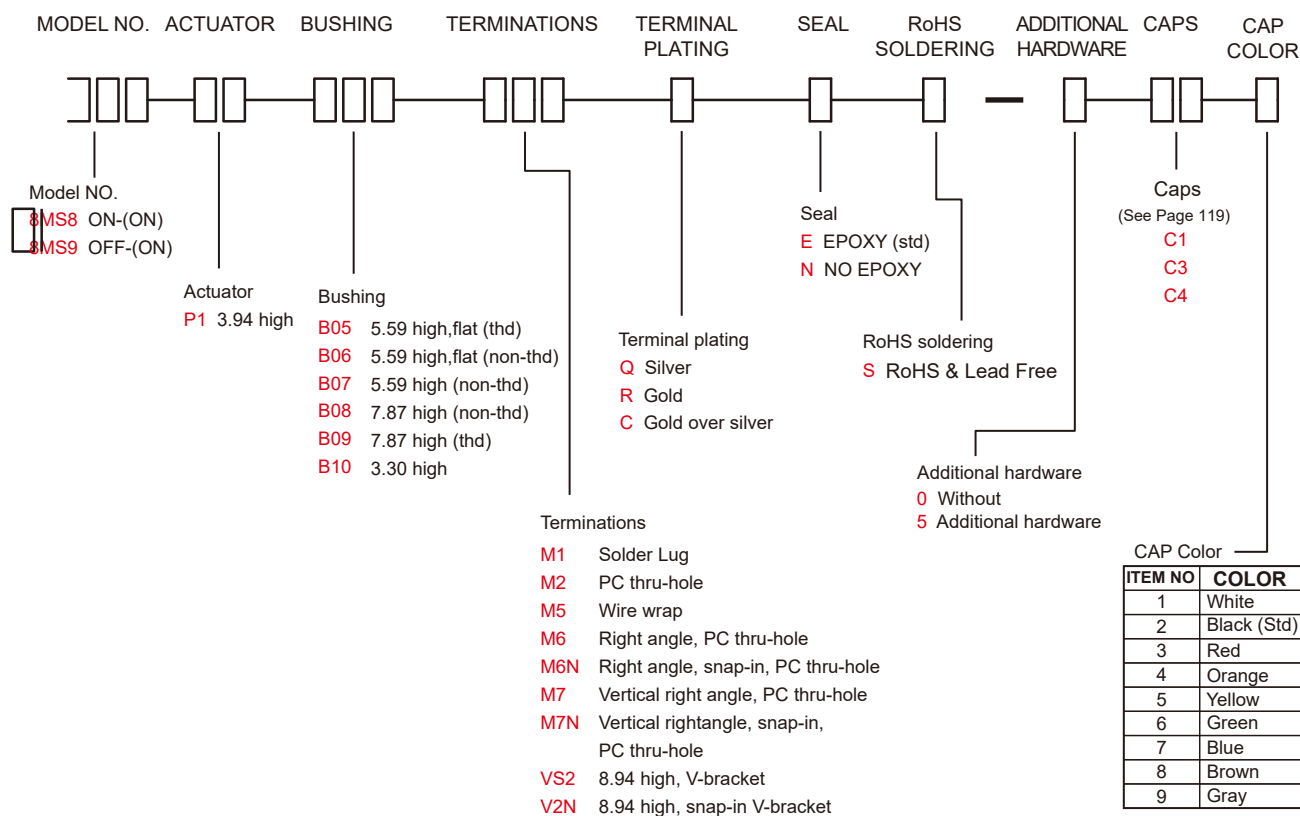 MODEL NO. ACTUATOR BUSHING TERMINATIONS TERMINAL PLATING SEAL RoHS SOLDERING ADDITIONAL HARDWARE CAPS CAP COLOR
Model NO.
8MS8 ON-(ON)
8MS9 OFF-(ON)
Actuator
P1 3.94 high
Bushing
B05 5.59 high,flat (thd)
B06 5.59 high,flat (non-thd)
B07 5.59 high (non-thd)
B08 7.87 high (non-thd)
B09 7.87 high (thd)
B10 3.30 high
Terminations
M1 Solder Lug
M2 PC thru-hole
M5 Wire wrap
M6 Right angle, PC thru-hole
M6N Right angle, snap-in, PC thru-hole
M7 Vertical right angle, PC thru-hole
M7N Vertical rightangle, snap-in,
PC thru-hole
VS2 8.94 high, V-bracket
V2N 8.94 high, snap-in V-bracket
Terminal plating
Q Silver
R Gold
C Gold over silver
Seal
E EPOXY (std)
N NO EPOXY
RoHS soldering
S RoHS & Lead Free
Additional hardware
0 Without
5 Additional hardware
Caps
(See Page 119)
C1
C3
C4
CAP Color
ITEM NO COLOR
1 White
2 Black (Std)
3 Red
4 Orange
5 Yellow
6 Green
7 Blue
8 Brown
9 Gray